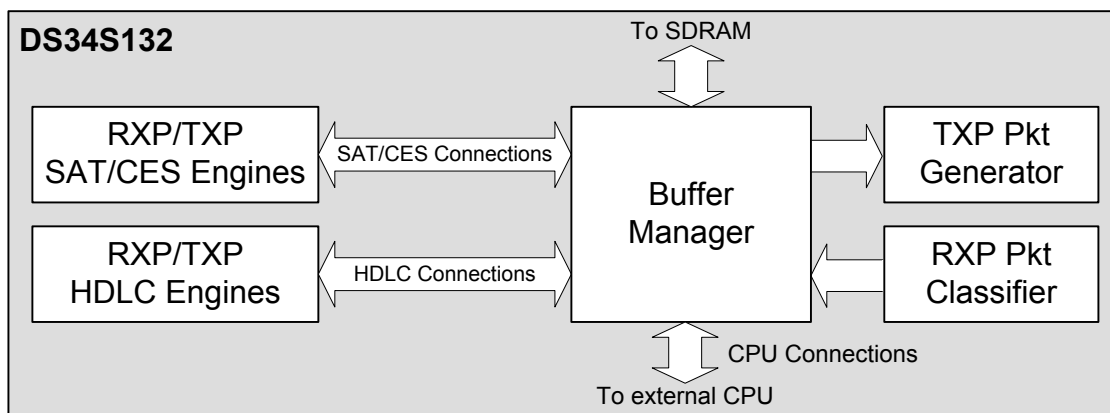 DS34S132
To SDRAM
RXP/TXP
SAT/CES Engines
SAT/CES Connections
Buffer
Manager
TXP Pkt
Generator
RXP/TXP
HDLC Engines
HDLC Connections
RXP Pkt
Classifier
CPU Connections
To external CPU